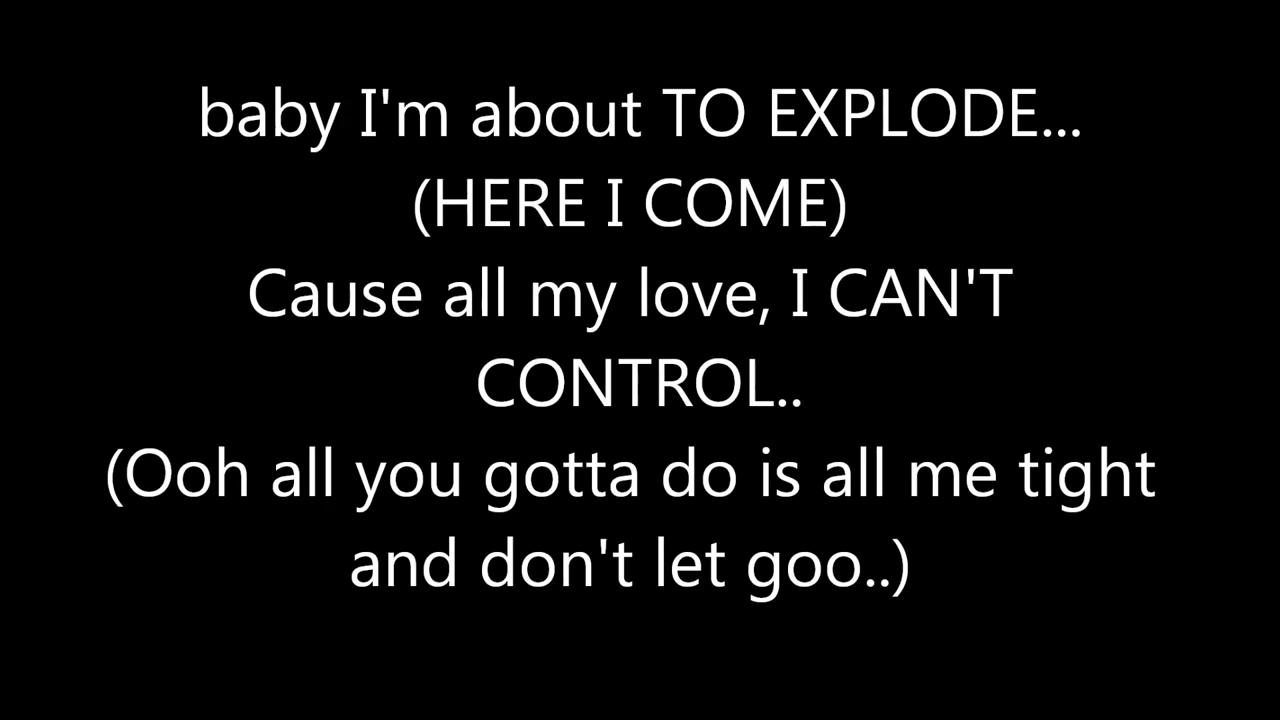 baby I'm about TO EXPLODE...
(HERE I COME)
Cause all my love, I CAN'T
CONTROL..
(Ooh all you gotta do is all me tight
and don't let goo..)